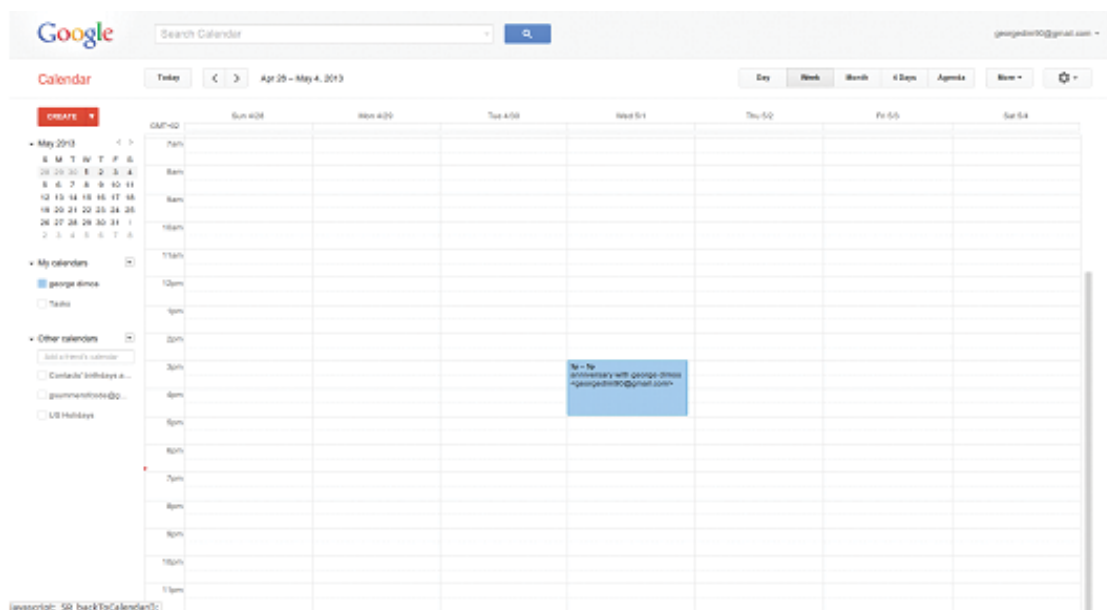 Google
Search Calendar
georgedim90@gmail.com
Calendar
Today
Apr 28 – May 4, 2013
Day Week Month 4 Days Agenda More
CREATE
Sun 4/28 Mon 4/29 Tue 4/30 Wed 5/1 Thu 5/2 Fri 5/3 Sat 5/4
GMT+02
May 2013
S M T W T F S
28 29 30 1 2 3 4
5 6 7 8 9 10 11
12 13 14 15 16 17 18
19 20 21 22 23 24 25
26 27 28 29 30 31 1
2 3 4 5 6 7 8
My calendars
george dimos
Tasks
Other calendars
Add a friend's calendar
Contacts' birthdays a...
US Holidays
7am
8am
9am
10am
11am
12pm
1pm
2pm
3pm
4pm
5pm
6pm
7pm
8pm
9pm
10pm
11pm
3p – 5p
anniversary with george dimos
<georgedim90@gmail.com>